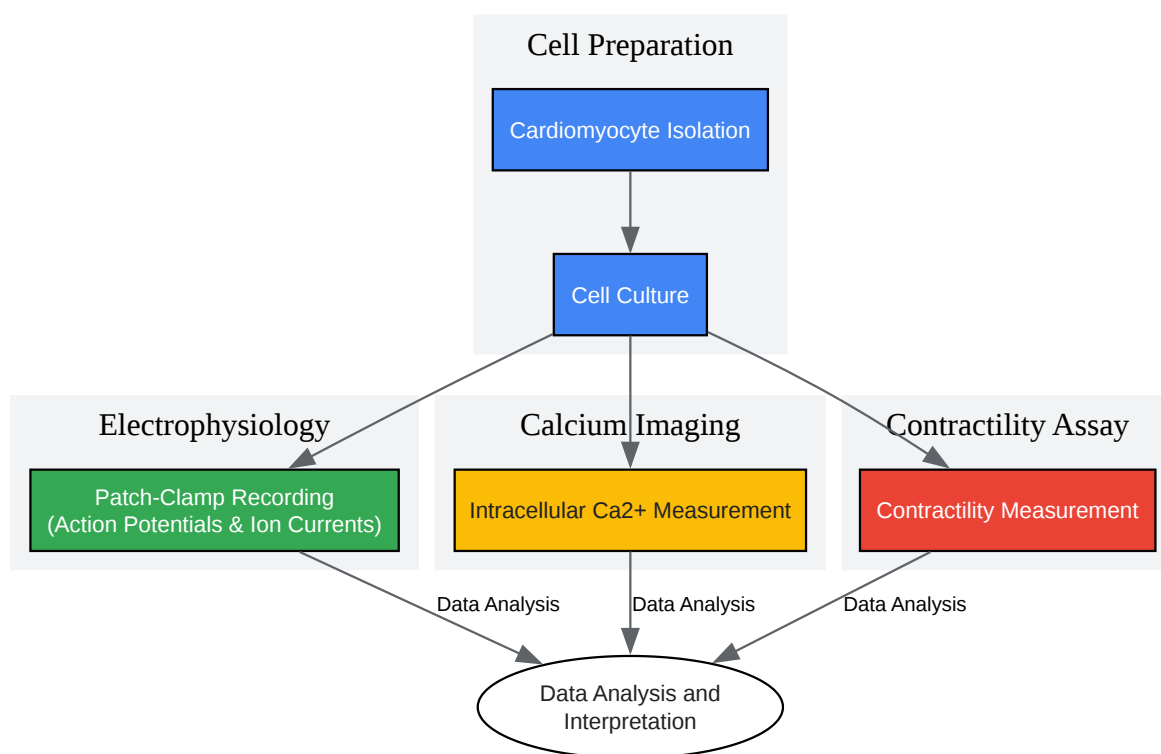 Cell Preparation
Cardiomyocyte Isolation
Cell Culture
Electrophysiology
Calcium Imaging
Contractility Assay
Patch-Clamp Recording
(Action Potentials & Ion Currents)
Intracellular Ca2+ Measurement
Contractility Measurement
Data Analysis
Data Analysis
Data Analysis
Data Analysis and
Interpretation